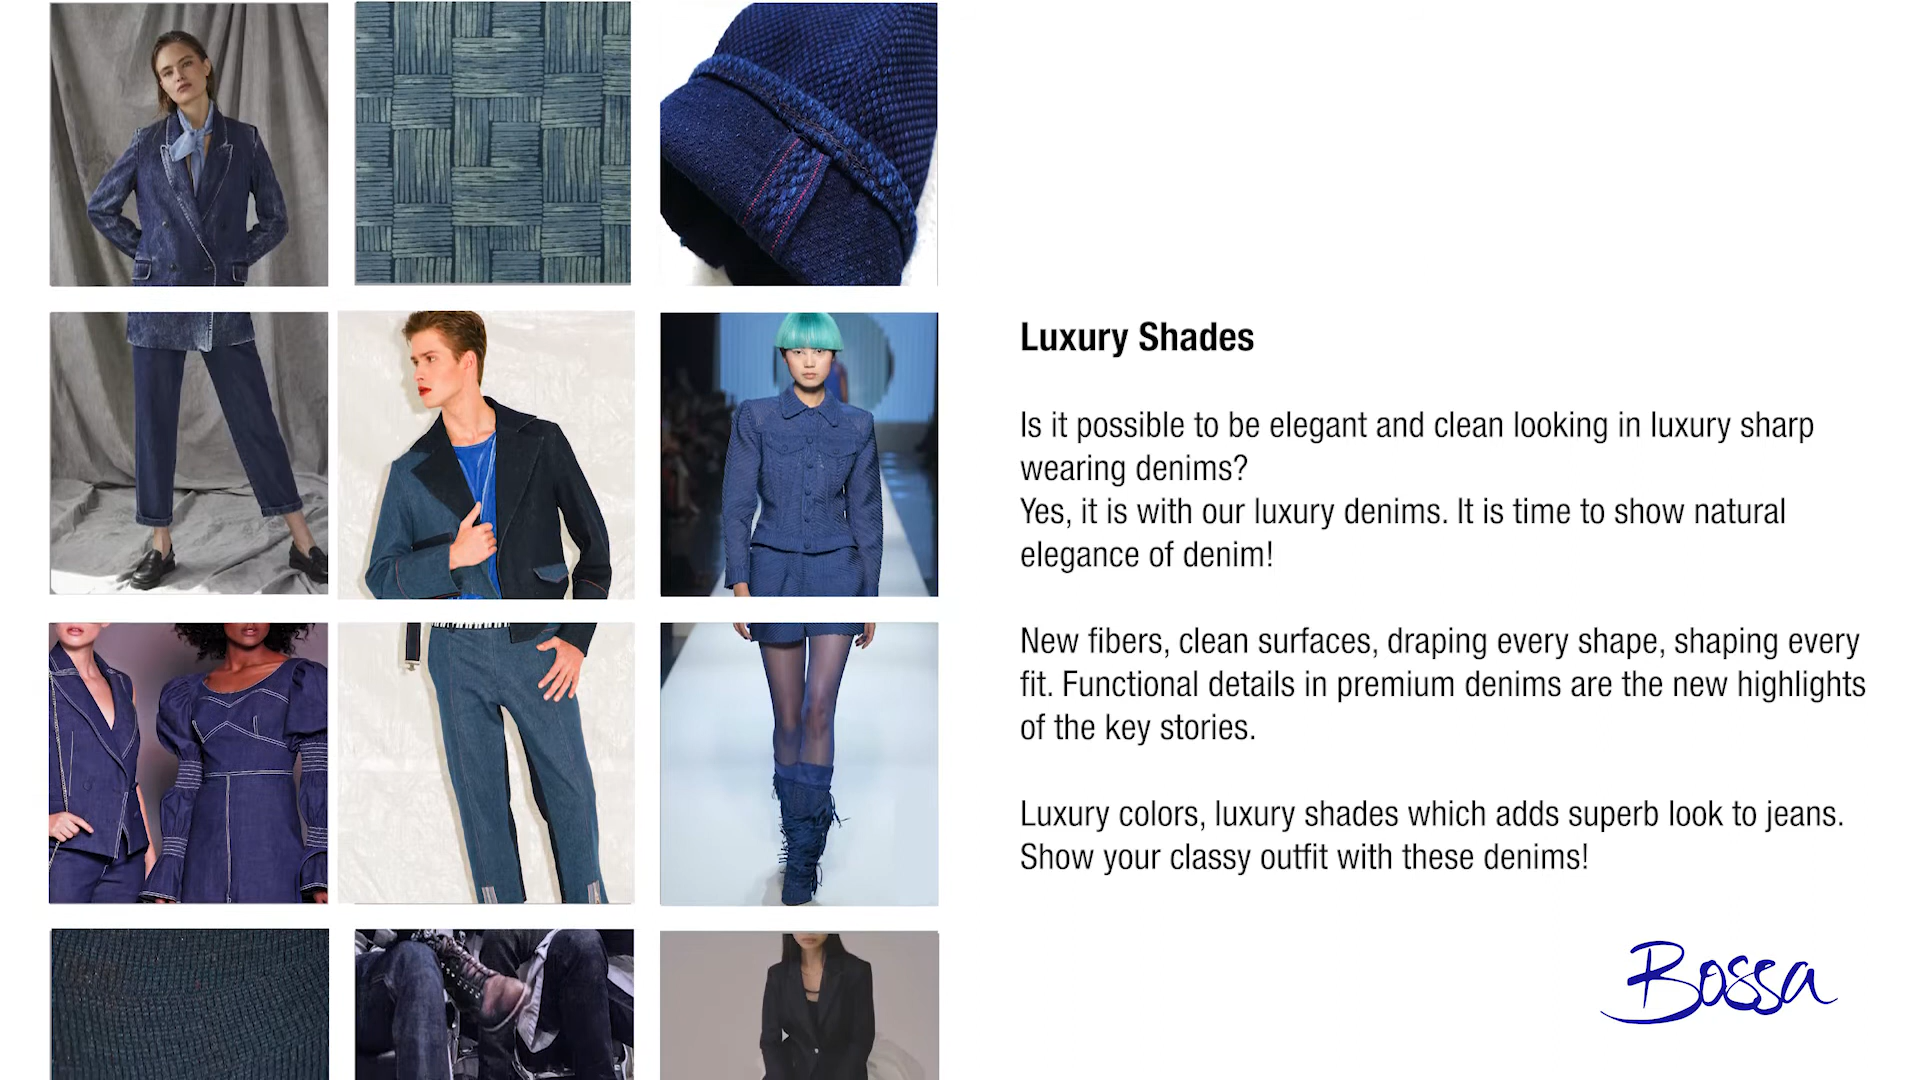 Luxury Shades
Is it possible to be elegant and clean looking in luxury sharp
wearing denims?
Yes, it is with our luxury denims. It is time to show natural
elegance of denim!
New fibers, clean surfaces, draping every shape, shaping every
fit. Functional details in premium denims are the new highlights
of the key stories.
Luxury colors, luxury shades which adds superb look to jeans.
Show your classy outfit with these denims!
Bossa